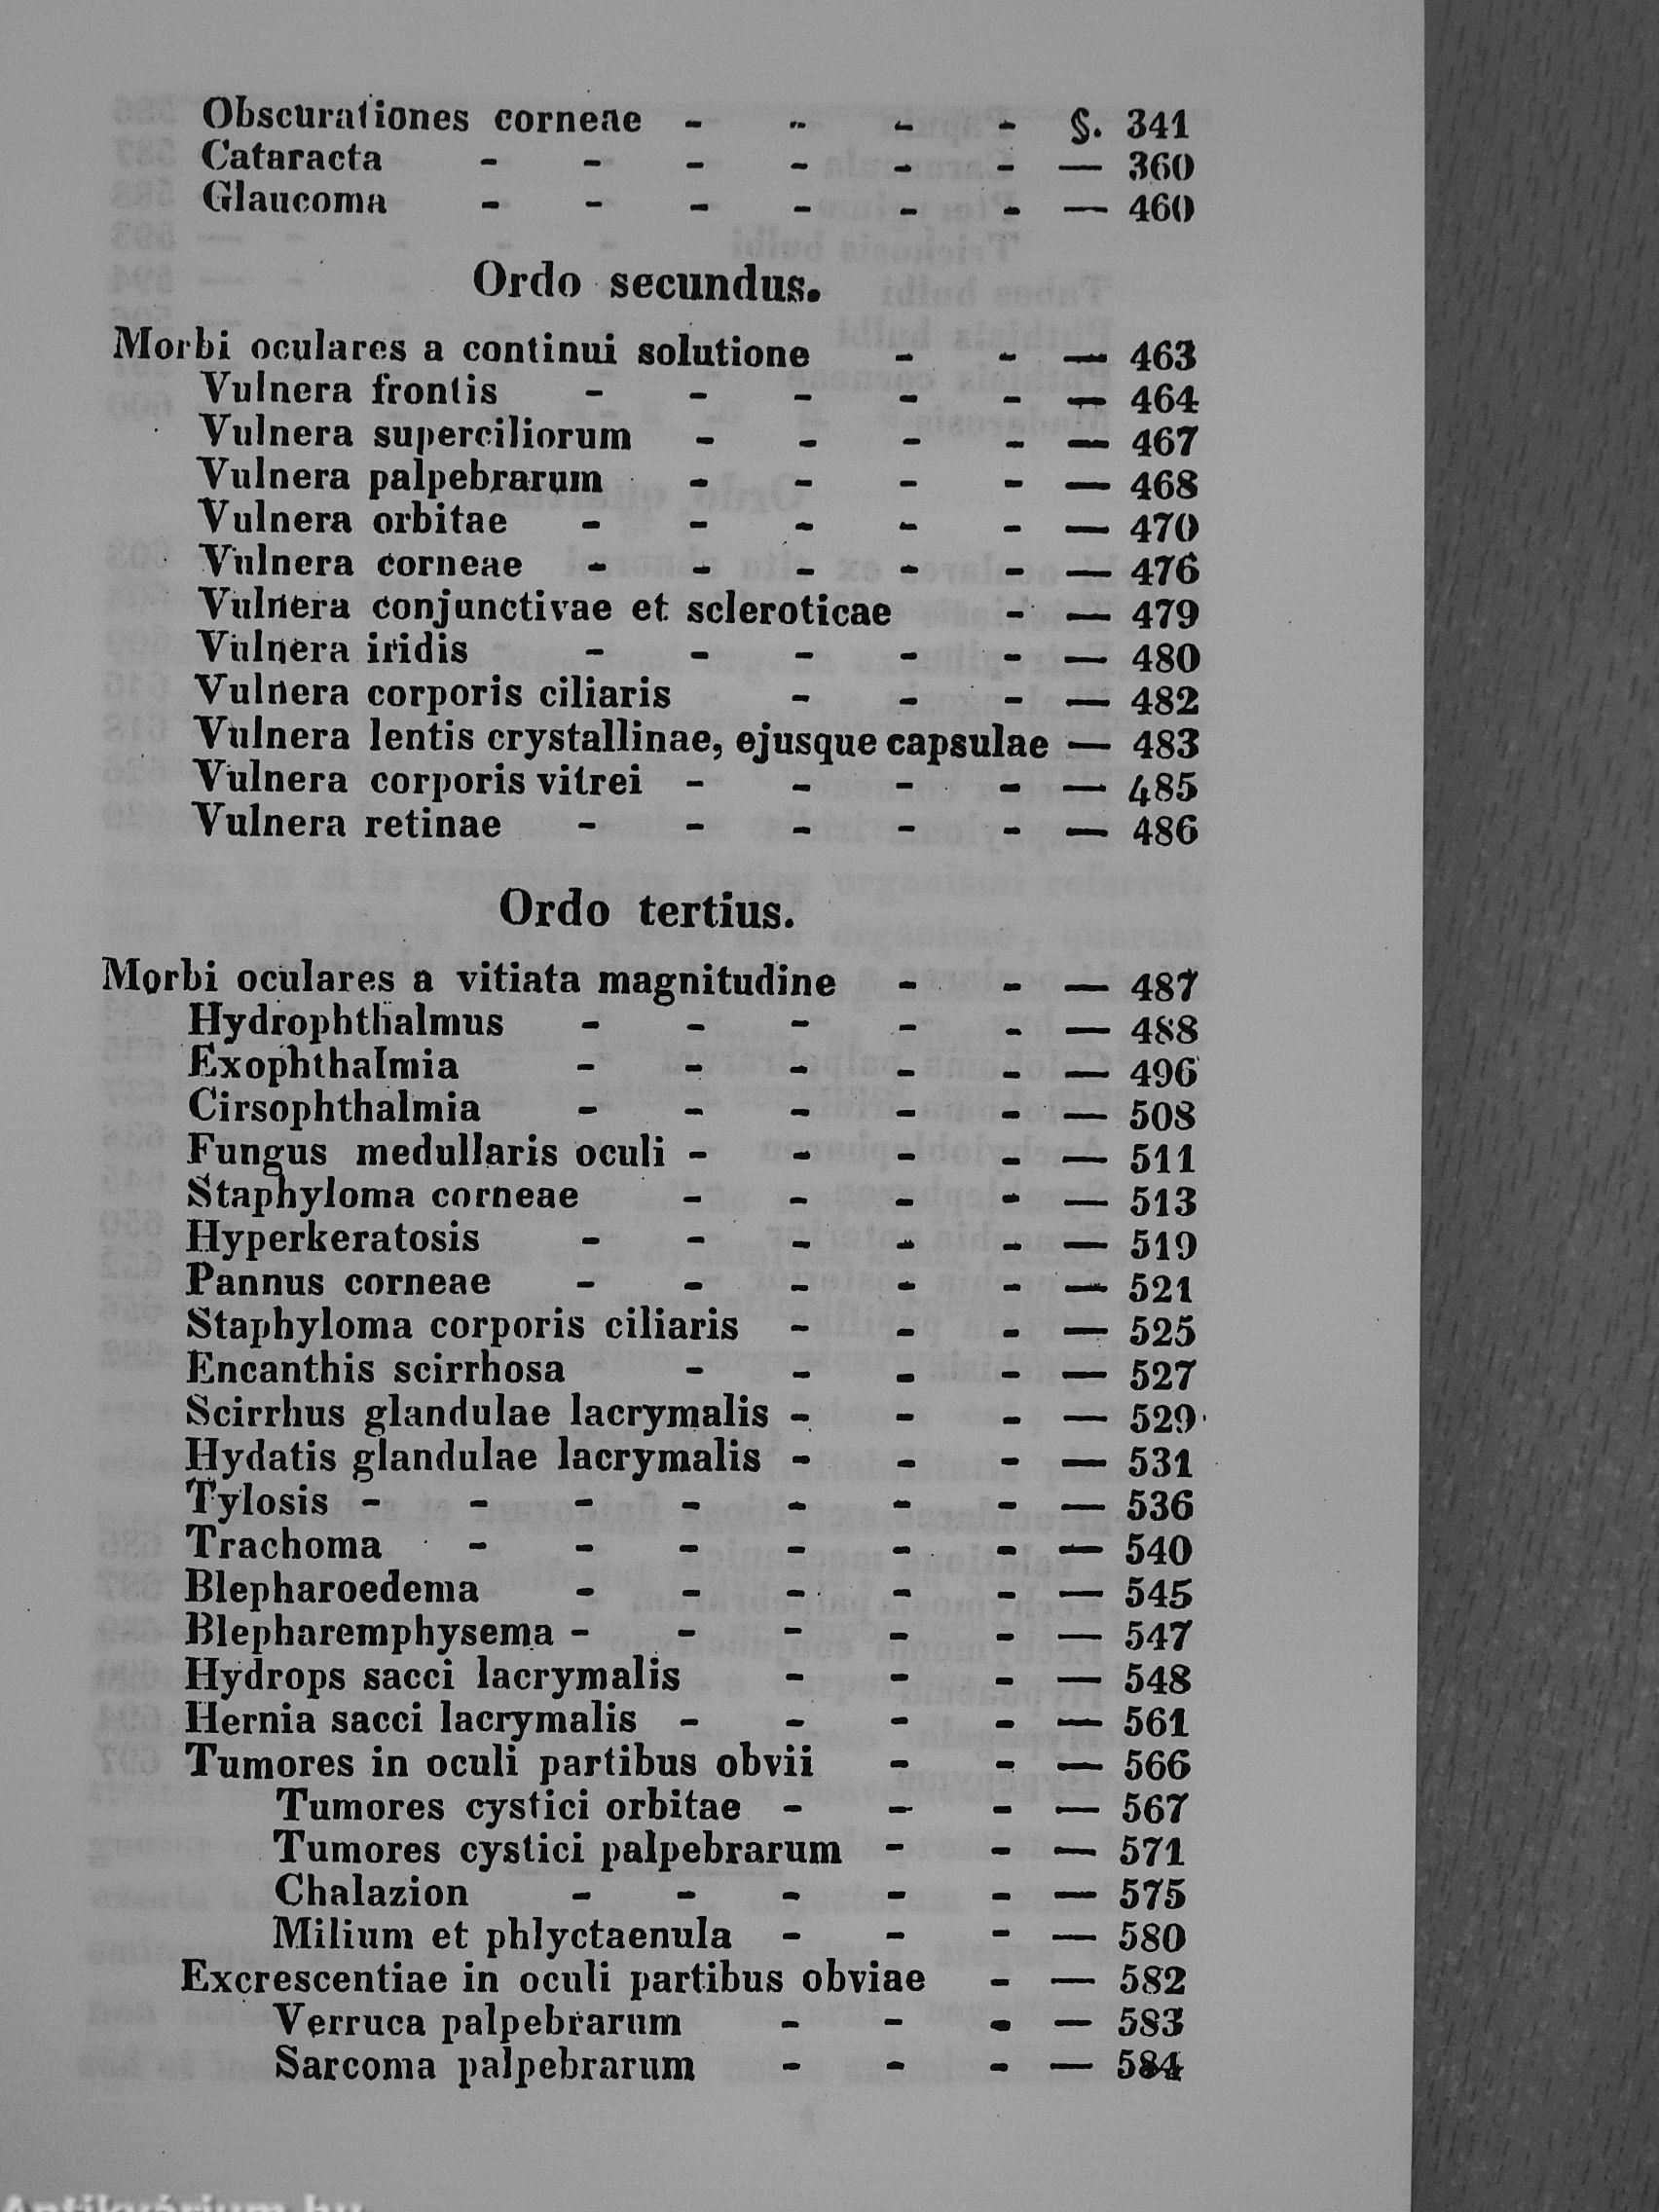 Obscurationes corneae - - - - §. 341
Cataracta - - - - - - — 360
Glaucoma - - - - - - — 460
Ordo secundus.
Morbi oculares a continui solutione - - — 463
Vulnera frontis - - - - - — 464
Vulnera superciliorum - - - - — 467
Vulnera palpebrarum - - - - — 468
Vulnera orbitae - - - - - — 470
Vulnera corneae - - - - - — 476
Vulnera conjunctivae et scleroticae - — 479
Vulnera iridis - - - - - — 480
Vulnera corporis ciliaris - - - — 482
Vulnera lentis crystallinae, ejusque capsulae — 483
Vulnera corporis vitrei - - - - — 485
Vulnera retinae - - - - - — 486
Ordo tertius.
Morbi oculares a vitiata magnitudine - - — 487
Hydrophthalmus - - - - - — 488
Exophthalmia - - - - - — 496
Cirsophthalmia - - - - - — 508
Fungus medullaris oculi - - - - — 511
Staphyloma corneae - - - - — 513
Hyperkeratosis - - - - - — 519
Pannus corneae - - - - - — 521
Staphyloma corporis ciliaris - - - — 525
Encanthis scirrhosa - - - - — 527
Scirrhus glandulae lacrymalis - - - — 529
Hydatis glandulae lacrymalis - - - — 531
Tylosis - - - - - - - — 536
Trachoma - - - - - - — 540
Blepharoedema - - - - - — 545
Blepharemphysema - - - - - — 547
Hydrops sacci lacrymalis - - - — 548
Hernia sacci lacrymalis - - - - — 561
Tumores in oculi partibus obvii - - — 566
Tumores cystici orbitae - - - — 567
Tumores cystici palpebrarum - - — 571
Chalazion - - - - - — 575
Milium et phlyctaenula - - - — 580
Excrescentiae in oculi partibus obviae - — 582
Verruca palpebrarum - - - — 583
Sarcoma palpebrarum - - - — 584